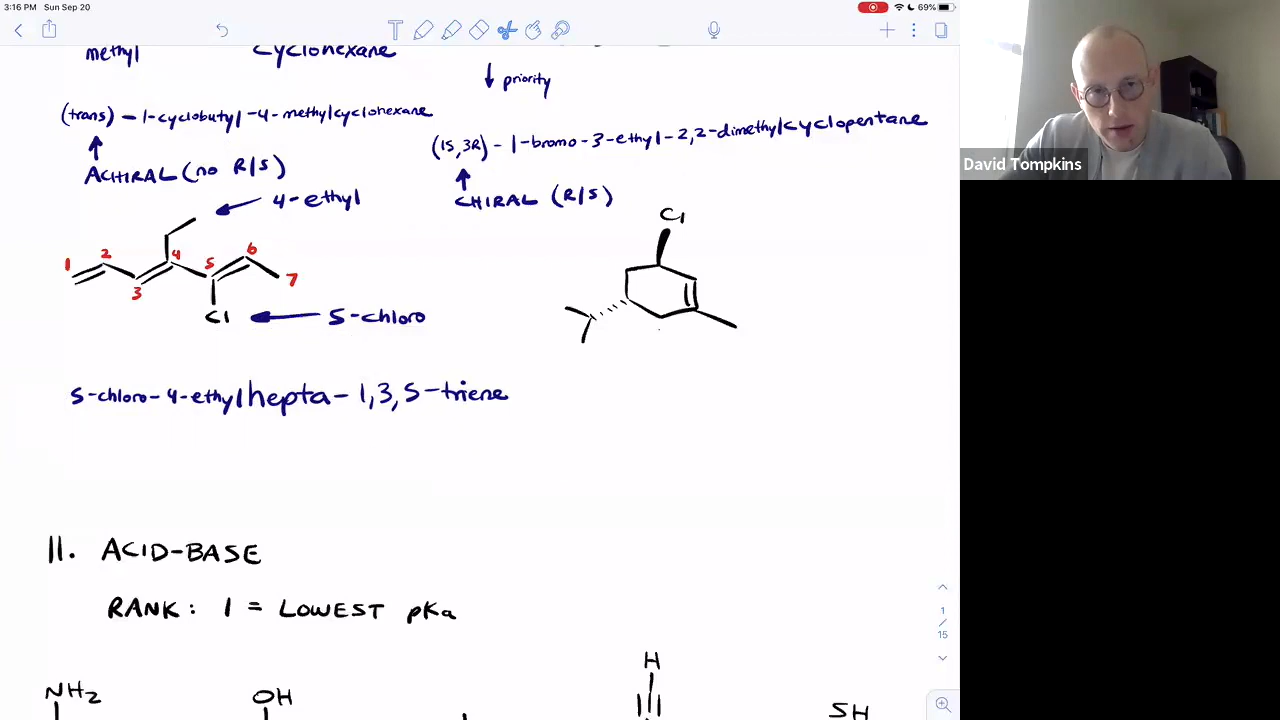 3:16 PM Sun Sep 20
69%
methyl
cyclohexane
↓ priority
(trans) - 1-cyclobutyl-4-methylcyclohexane
(1S, 3R) - 1-bromo-3-ethyl-2,2-dimethylcyclopentane
ACHIRAL (no R/S)
CHIRAL (R/S)
4-ethyl
Cl
1 2 3 4 5 6 7
Cl
5-chloro
5-chloro-4-ethylhepta-1,3,5-triene
II. ACID-BASE
RANK: 1 = LOWEST pKa
H
NH2
OH
SH
1
/
15
David Tompkins